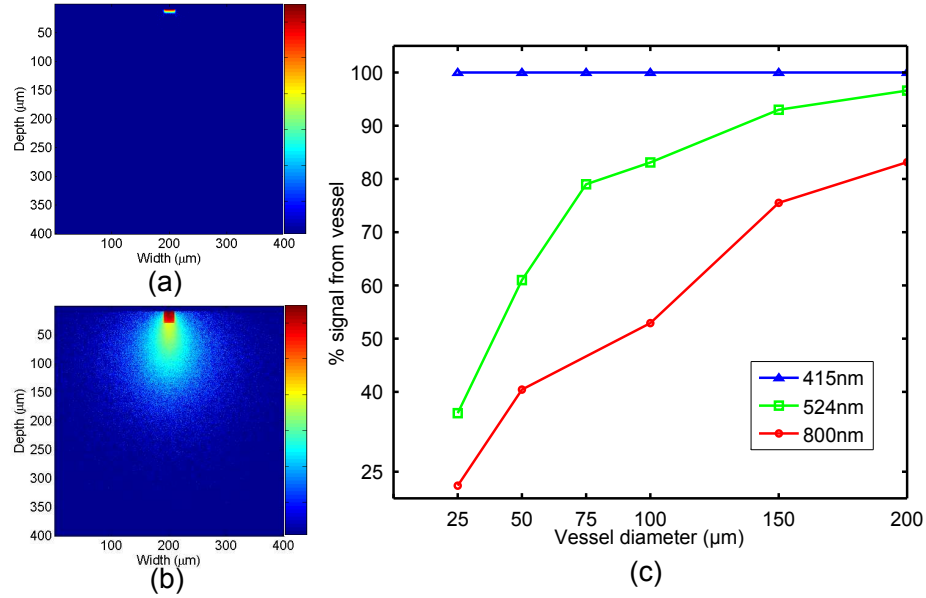 50
100
150
200
250
300
350
400
Depth (μm)
100 200 300 400
Width (μm)
(a)
50
100
150
200
250
300
350
400
Depth (μm)
100 200 300 400
Width (μm)
(b)
100
90
80
70
60
50
40
25
% signal from vessel
415nm
524nm
800nm
25 50 75 100 150 200
Vessel diameter (μm)
(c)